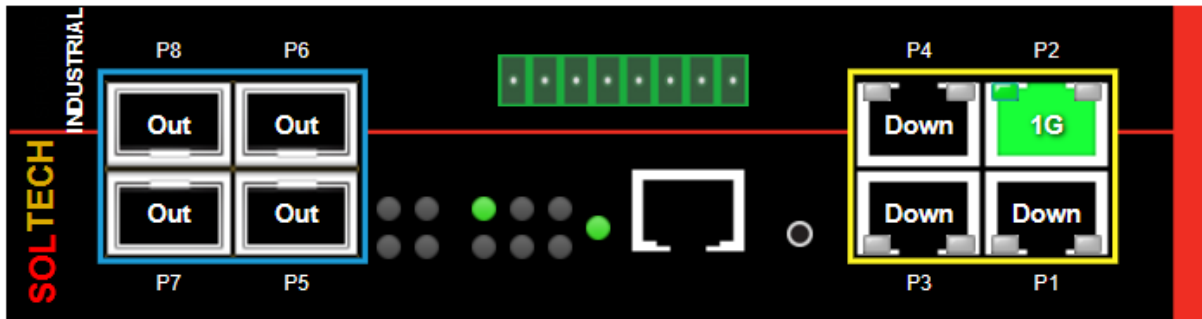 INDUSTRIAL
SOLTECH
P8 P6
Out Out
Out Out
P7 P5
P4 P2
Down 1G
Down Down
P3 P1